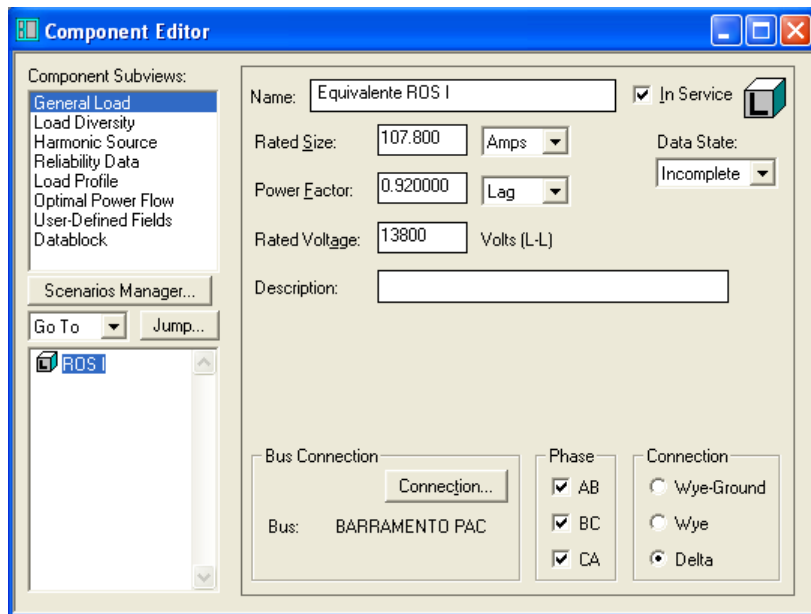 Component Editor
Component Subviews:
General Load
Load Diversity
Harmonic Source
Reliability Data
Load Profile
Optimal Power Flow
User-Defined Fields
Datablock
Scenarios Manager...
Go To
Jump...
ROS I
Name: Equivalente ROS I In Service
Rated Size: 107.800 Amps Data State:
Incomplete
Power Factor: 0.920000 Lag
Rated Voltage: 13800 Volts (L-L)
Description:
Bus Connection
Connection...
Bus: BARRAMENTO PAC
Phase
AB
BC
CA
Connection
Wye-Ground
Wye
Delta